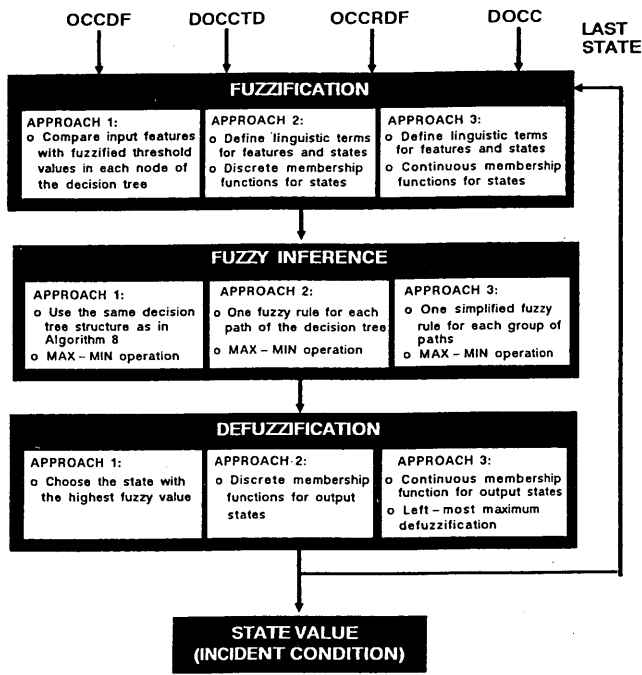 OCCDF DOCCTD OCCRDF DOCC
LAST
STATE
FUZZIFICATION
APPROACH 1:
o Compare input features
with fuzzified threshold
values in each node of
the decision tree
APPROACH 2:
o Define linguistic terms
for features and states
o Discrete membership
functions for states
APPROACH 3:
o Define linguistic terms
for features and states
o Continuous membership
functions for states
FUZZY INFERENCE
APPROACH 1:
o Use the same decision
tree structure as in
Algorithm 8
o MAX – MIN operation
APPROACH 2:
o One fuzzy rule for each
path of the decision tree
o MAX – MIN operation
APPROACH 3:
o One simplified fuzzy
rule for each group of
paths
o MAX – MIN operation
DEFUZZIFICATION
APPROACH 1:
o Choose the state with
the highest fuzzy value
APPROACH 2:
o Discrete membership
functions for output
states
APPROACH 3:
o Continuous membership
function for output states
o Left – most maximum
defuzzification
STATE VALUE
(INCIDENT CONDITION)